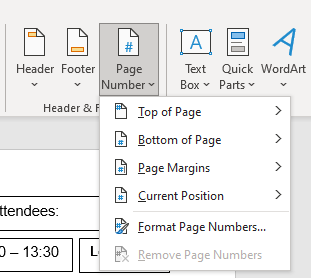 Header Footer Page Number Text Box Quick Parts WordArt
Header & F
Top of Page
Bottom of Page
Page Margins
Current Position
Format Page Numbers...
Remove Page Numbers
ttendees:
0 – 13:30